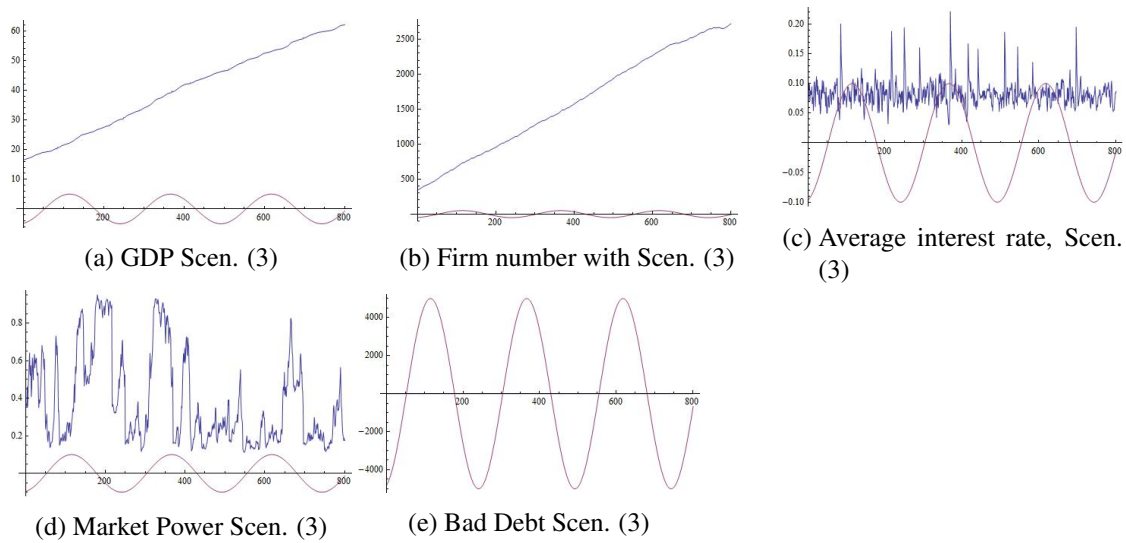 60
50
40
30
20
10
200 400 600 800
(a) GDP Scen. (3)
2500
2000
1500
1000
500
200 400 600 800
(b) Firm number with Scen. (3)
0.20
0.15
0.10
0.05
200 400 600 800
−0.05
−0.10
(c) Average interest rate, Scen.
(3)
0.8
0.6
0.4
0.2
200 400 600 800
(d) Market Power Scen. (3)
4000
2000
200 400 600 800
−2000
−4000
(e) Bad Debt Scen. (3)